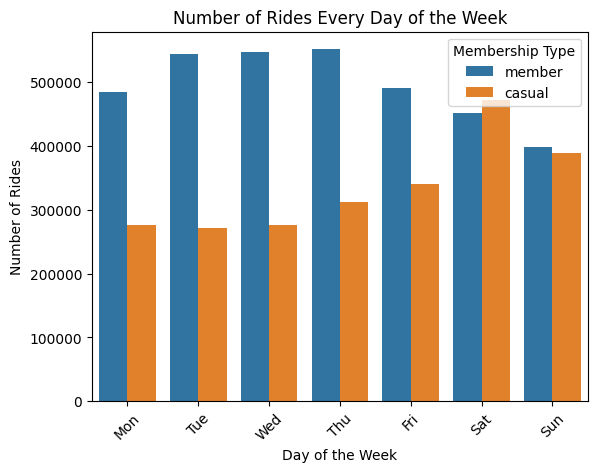 Number of Rides Every Day of the Week
Membership Type
member
casual
Number of Rides
500000
400000
300000
200000
100000
0
Mon Tue Wed Thu Fri Sat Sun
Day of the Week